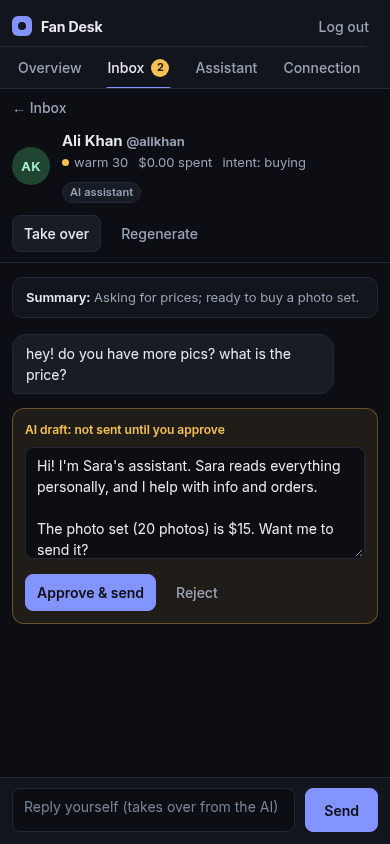 Fan Desk
Log out
Overview
Inbox 2
Assistant
Connection
← Inbox
AK
Ali Khan @alikhan
warm 30 $0.00 spent intent: buying
AI assistant
Take over
Regenerate
Summary: Asking for prices; ready to buy a photo set.
hey! do you have more pics? what is the
price?
AI draft: not sent until you approve
Hi! I'm Sara's assistant. Sara reads everything
personally, and I help with info and orders.
The photo set (20 photos) is $15. Want me to
send it?
Approve & send
Reject
Reply yourself (takes over from the AI)
Send